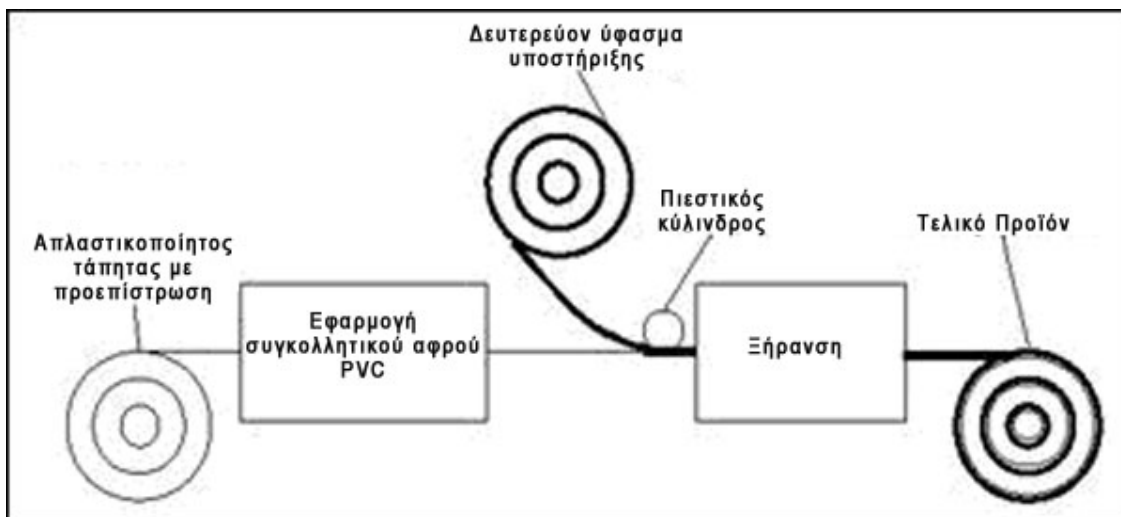 Δευτερεύον ύφασμα
υποστήριξης
Πιεστικός
κύλινδρος
Τελικό Προϊόν
Απλαστικοποίητος
τάπητας με
προεπίστρωση
Εφαρμογή
συγκολλητικού αφρού
PVC
Ξήρανση